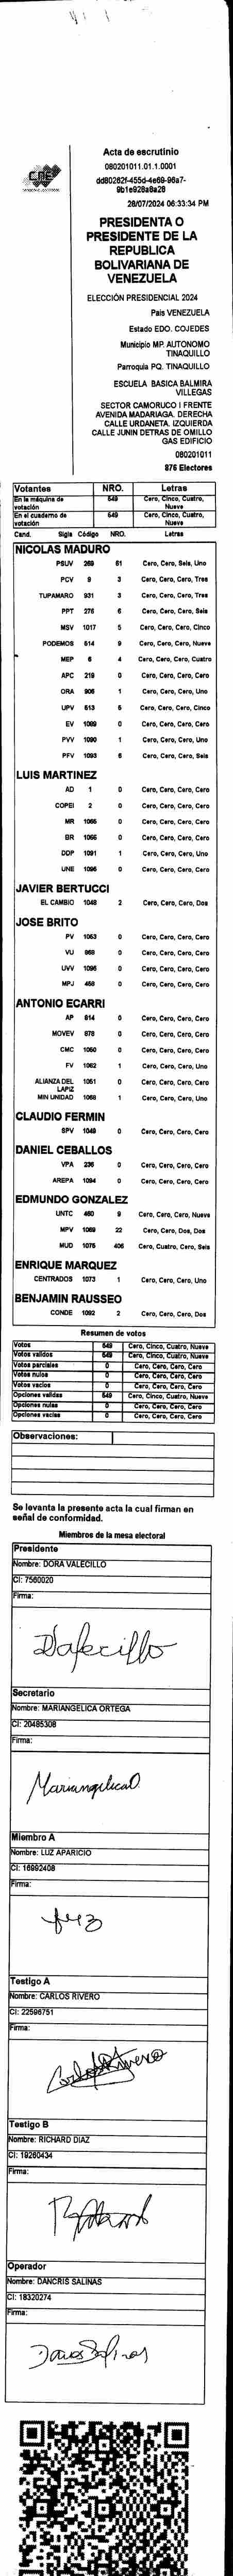 CNE
Acta de escrutinio
080201011.01.1.0001
dd80262f-455d-4e69-96a7-
9b1e928a8a28
28/07/2024 06:33:34 PM
PRESIDENTA O
PRESIDENTE DE LA
REPUBLICA
BOLIVARIANA DE
VENEZUELA
ELECCIÓN PRESIDENCIAL 2024
Pais VENEZUELA
Estado EDO. COJEDES
Municipio MP. AUTONOMO
TINAQUILLO
Parroquia PQ. TINAQUILLO
ESCUELA BASICA BALMIRA
VILLEGAS
SECTOR CAMORUCO I FRENTE
AVENIDA MADARIAGA. DERECHA
CALLE URDANETA. IZQUIERDA
CALLE JUNIN DETRAS DE OMILLO
GAS EDIFICIO
080201011
876 Electores
Votantes NRO. Letras
En la máquina de votación 549 Cero, Cinco, Cuatro, Nueve
En el cuaderno de votación 549 Cero, Cinco, Cuatro, Nueve
Cand. Sigla Código NRO. Letras
NICOLAS MADURO
PSUV 269 61 Cero, Cero, Seis, Uno
PCV 9 3 Cero, Cero, Cero, Tres
TUPAMARO 931 3 Cero, Cero, Cero, Tres
PPT 276 6 Cero, Cero, Cero, Seis
MSV 1017 5 Cero, Cero, Cero, Cinco
PODEMOS 514 9 Cero, Cero, Cero, Nueve
MEP 6 4 Cero, Cero, Cero, Cuatro
APC 219 0 Cero, Cero, Cero, Cero
ORA 906 1 Cero, Cero, Cero, Uno
UPV 613 5 Cero, Cero, Cero, Cinco
EV 1089 0 Cero, Cero, Cero, Cero
PVV 1090 1 Cero, Cero, Cero, Uno
PFV 1093 6 Cero, Cero, Cero, Seis
LUIS MARTINEZ
AD 1 0 Cero, Cero, Cero, Cero
COPEI 2 0 Cero, Cero, Cero, Cero
MR 1065 0 Cero, Cero, Cero, Cero
BR 1066 0 Cero, Cero, Cero, Cero
DDP 1091 1 Cero, Cero, Cero, Uno
UNE 1096 0 Cero, Cero, Cero, Cero
JAVIER BERTUCCI
EL CAMBIO 1048 2 Cero, Cero, Cero, Dos
JOSE BRITO
PV 1063 0 Cero, Cero, Cero, Cero
VU 969 0 Cero, Cero, Cero, Cero
UVV 1095 0 Cero, Cero, Cero, Cero
MPJ 458 0 Cero, Cero, Cero, Cero
ANTONIO ECARRI
AP 914 0 Cero, Cero, Cero, Cero
MOVEV 978 0 Cero, Cero, Cero, Cero
CMC 1050 0 Cero, Cero, Cero, Cero
FV 1062 1 Cero, Cero, Cero, Uno
ALIANZA DEL LAPIZ 1051 0 Cero, Cero, Cero, Cero
MIN UNIDAD 1068 1 Cero, Cero, Cero, Uno
CLAUDIO FERMIN
SPV 1049 0 Cero, Cero, Cero, Cero
DANIEL CEBALLOS
VPA 236 0 Cero, Cero, Cero, Cero
AREPA 1094 0 Cero, Cero, Cero, Cero
EDMUNDO GONZALEZ
UNTC 460 9 Cero, Cero, Cero, Nueve
MPV 1069 22 Cero, Cero, Dos, Dos
MUD 1075 406 Cero, Cuatro, Cero, Seis
ENRIQUE MARQUEZ
CENTRADOS 1073 1 Cero, Cero, Cero, Uno
BENJAMIN RAUSSEO
CONDE 1092 2 Cero, Cero, Cero, Dos
Resumen de votos
Votos 549 Cero, Cinco, Cuatro, Nueve
Votos validos 549 Cero, Cinco, Cuatro, Nueve
Votos parciales 0 Cero, Cero, Cero, Cero
Votos nulos 0 Cero, Cero, Cero, Cero
Votos vacios 0 Cero, Cero, Cero, Cero
Opciones validas 549 Cero, Cinco, Cuatro, Nueve
Opciones nulas 0 Cero, Cero, Cero, Cero
Opciones vacias 0 Cero, Cero, Cero, Cero
Observaciones:
Se levanta la presente acta la cual firman en
señal de conformidad.
Miembros de la mesa electoral
Presidente
Nombre: DORA VALECILLO
CI: 7560020
Firma:
DValecillo
Secretario
Nombre: MARIANGELICA ORTEGA
CI: 20485308
Firma:
MariangelicaO
Miembro A
Nombre: LUZ APARICIO
CI: 16992408
Firma:
Luz
Testigo A
Nombre: CARLOS RIVERO
CI: 22596751
Firma:
Carlos Rivero
Testigo B
Nombre: RICHARD DIAZ
CI: 19260434
Firma:
Operador
Nombre: DANCRIS SALINAS
CI: 18320274
Firma: